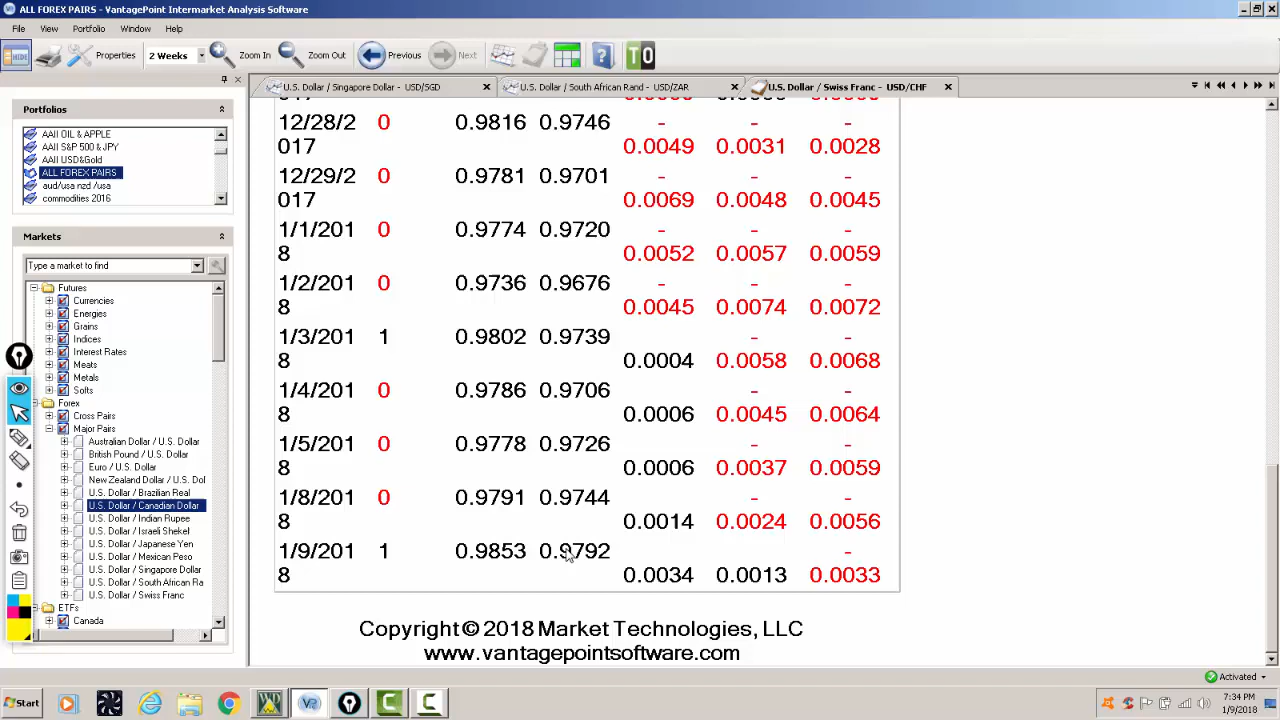 ALL FOREX PAIRS - VantagePoint Intermarket Analysis Software
File View Portfolio Window Help
HIDE Properties 2 Weeks Zoom In Zoom Out Previous Next ? TO
U.S. Dollar / Singapore Dollar - USD/SGD U.S. Dollar / South African Rand - USD/ZAR U.S. Dollar / Swiss Franc - USD/CHF
Portfolios
AAII OIL & APPLE
AAII S&P 500 & JPY
AAII USD&Gold
ALL FOREX PAIRS
aud/usa nzd /usa
commodities 2016
Markets
Type a market to find
Futures
Currencies
Energies
Grains
Indices
Interest Rates
Meats
Metals
Softs
Forex
Cross Pairs
Major Pairs
Australian Dollar / U.S. Dollar
British Pound / U.S. Dollar
Euro / U.S. Dollar
New Zealand Dollar / U.S. Dol
U.S. Dollar / Brazilian Real
U.S. Dollar / Canadian Dollar
U.S. Dollar / Indian Rupee
U.S. Dollar / Israeli Shekel
U.S. Dollar / Japanese Yen
U.S. Dollar / Mexican Peso
U.S. Dollar / Singapore Dollar
U.S. Dollar / South African Ra
U.S. Dollar / Swiss Franc
ETFs
Canada
12/28/2 0 0.9816 0.9746 - - -
017 0.0049 0.0031 0.0028
12/29/2 0 0.9781 0.9701 - - -
017 0.0069 0.0048 0.0045
1/1/201 0 0.9774 0.9720 - - -
8 0.0052 0.0057 0.0059
1/2/201 0 0.9736 0.9676 - - -
8 0.0045 0.0074 0.0072
1/3/201 1 0.9802 0.9739 - -
8 0.0004 0.0058 0.0068
1/4/201 0 0.9786 0.9706 - -
8 0.0006 0.0045 0.0064
1/5/201 0 0.9778 0.9726 - -
8 0.0006 0.0037 0.0059
1/8/201 0 0.9791 0.9744 - -
8 0.0014 0.0024 0.0056
1/9/201 1 0.9853 0.9792 -
8 0.0034 0.0013 0.0033
Copyright© 2018 Market Technologies, LLC
www.vantagepointsoftware.com
Activated
Start
7:34 PM
1/9/2018